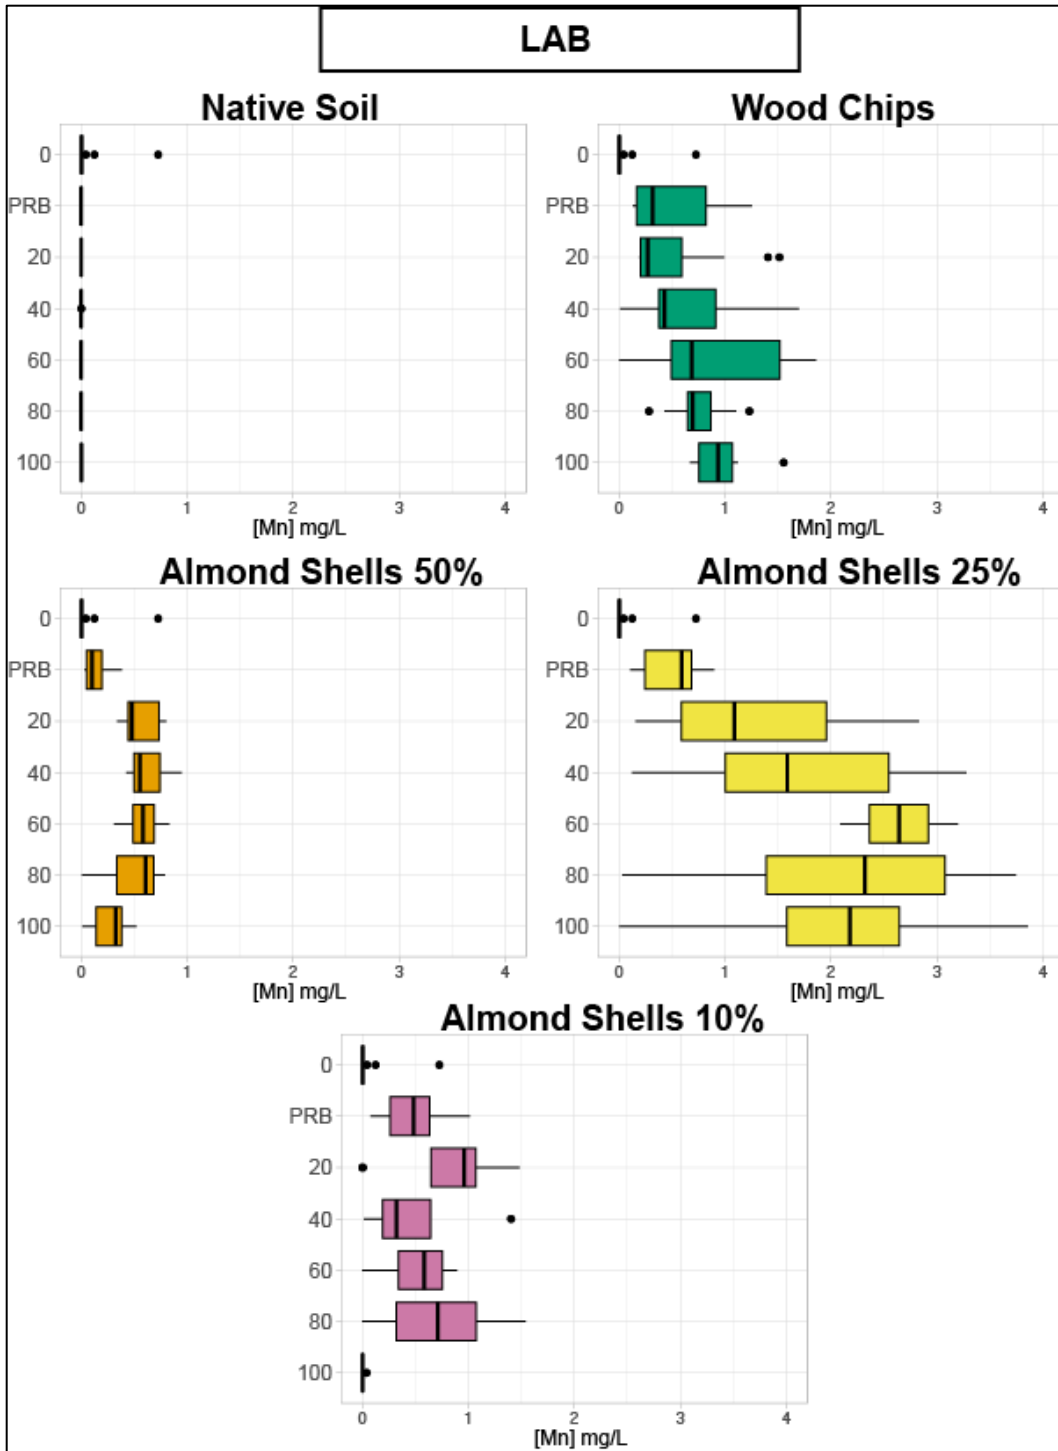 LAB
Native Soil
0
PRB
20
40
60
80
100
0 1 2 3 4
[Mn] mg/L
Wood Chips
0
PRB
20
40
60
80
100
0 1 2 3 4
[Mn] mg/L
Almond Shells 50%
0
PRB
20
40
60
80
100
0 1 2 3 4
[Mn] mg/L
Almond Shells 25%
0
PRB
20
40
60
80
100
0 1 2 3 4
[Mn] mg/L
Almond Shells 10%
0
PRB
20
40
60
80
100
0 1 2 3 4
[Mn] mg/L